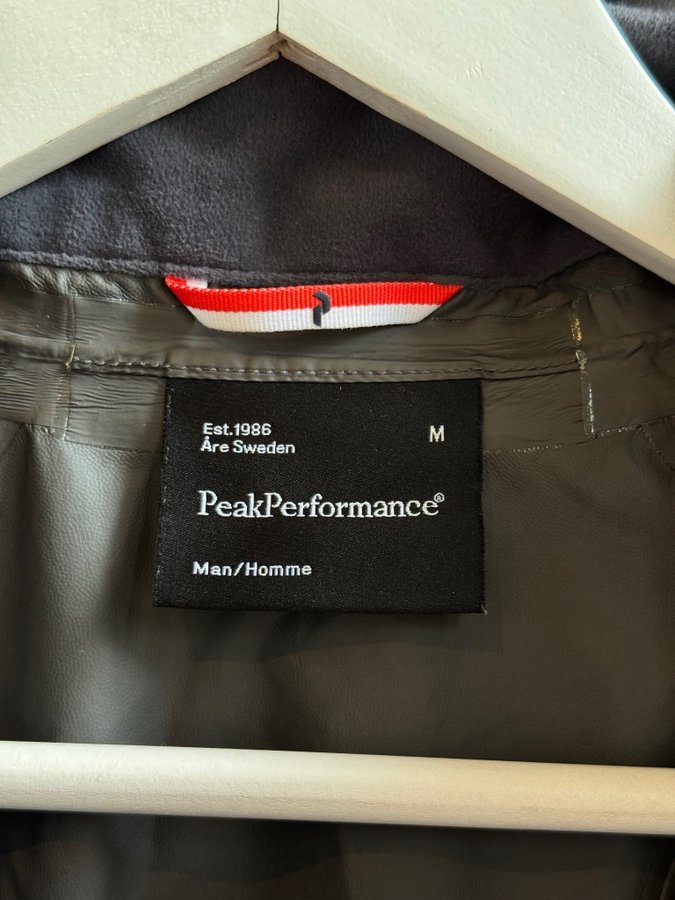 Est.1986
Åre Sweden
M
PeakPerformance®
Man/Homme